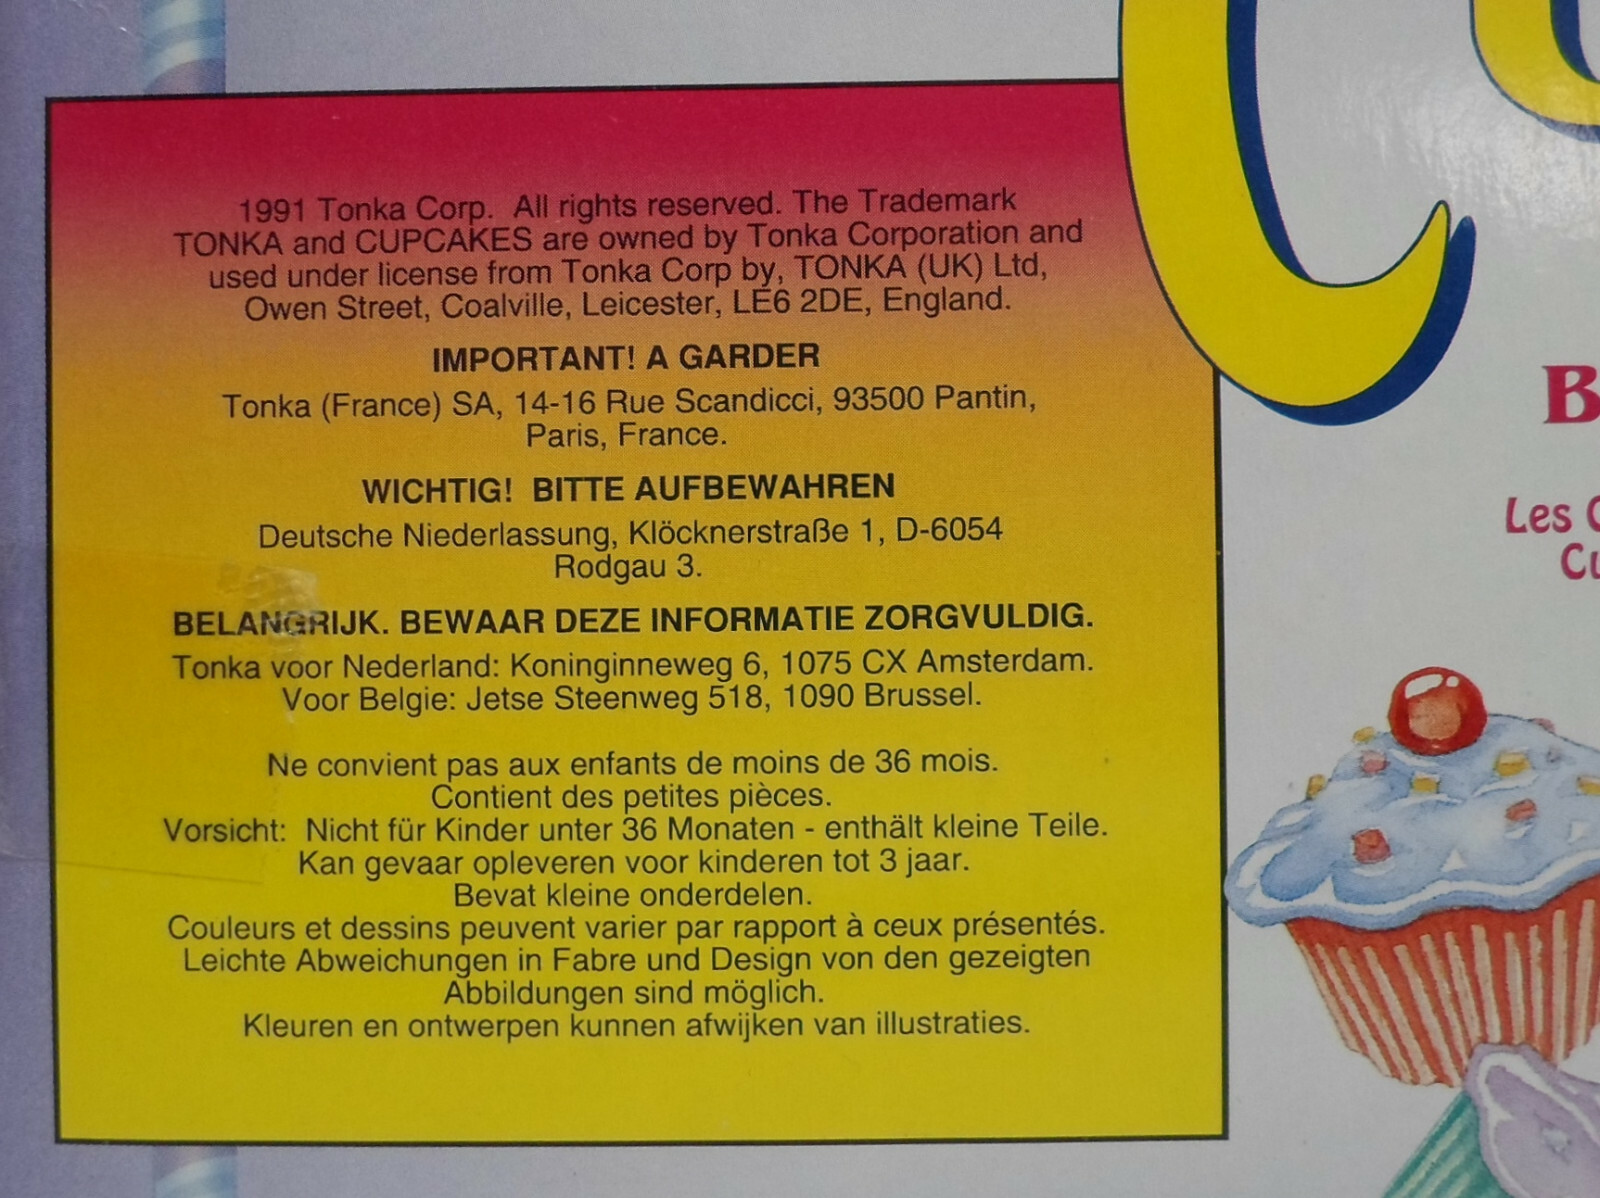 1991 Tonka Corp. All rights reserved. The Trademark
TONKA and CUPCAKES are owned by Tonka Corporation and
used under license from Tonka Corp by, TONKA (UK) Ltd,
Owen Street, Coalville, Leicester, LE6 2DE, England.
IMPORTANT! A GARDER
Tonka (France) SA, 14-16 Rue Scandicci, 93500 Pantin,
Paris, France.
WICHTIG! BITTE AUFBEWAHREN
Deutsche Niederlassung, Klöcknerstraße 1, D-6054
Rodgau 3.
BELANGRIJK. BEWAAR DEZE INFORMATIE ZORGVULDIG.
Tonka voor Nederland: Koninginneweg 6, 1075 CX Amsterdam.
Voor Belgie: Jetse Steenweg 518, 1090 Brussel.
Ne convient pas aux enfants de moins de 36 mois.
Contient des petites pièces.
Vorsicht: Nicht für Kinder unter 36 Monaten - enthält kleine Teile.
Kan gevaar opleveren voor kinderen tot 3 jaar.
Bevat kleine onderdelen.
Couleurs et dessins peuvent varier par rapport à ceux présentés.
Leichte Abweichungen in Fabre und Design von den gezeigten
Abbildungen sind möglich.
Kleuren en ontwerpen kunnen afwijken van illustraties.
Les